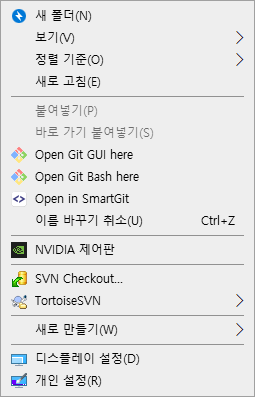 새 폴더(N)
보기(V)
정렬 기준(O)
새로 고침(E)
붙여넣기(P)
바로 가기 붙여넣기(S)
Open Git GUI here
Open Git Bash here
Open in SmartGit
이름 바꾸기 취소(U) Ctrl+Z
NVIDIA 제어판
SVN Checkout...
TortoiseSVN
새로 만들기(W)
디스플레이 설정(D)
개인 설정(R)